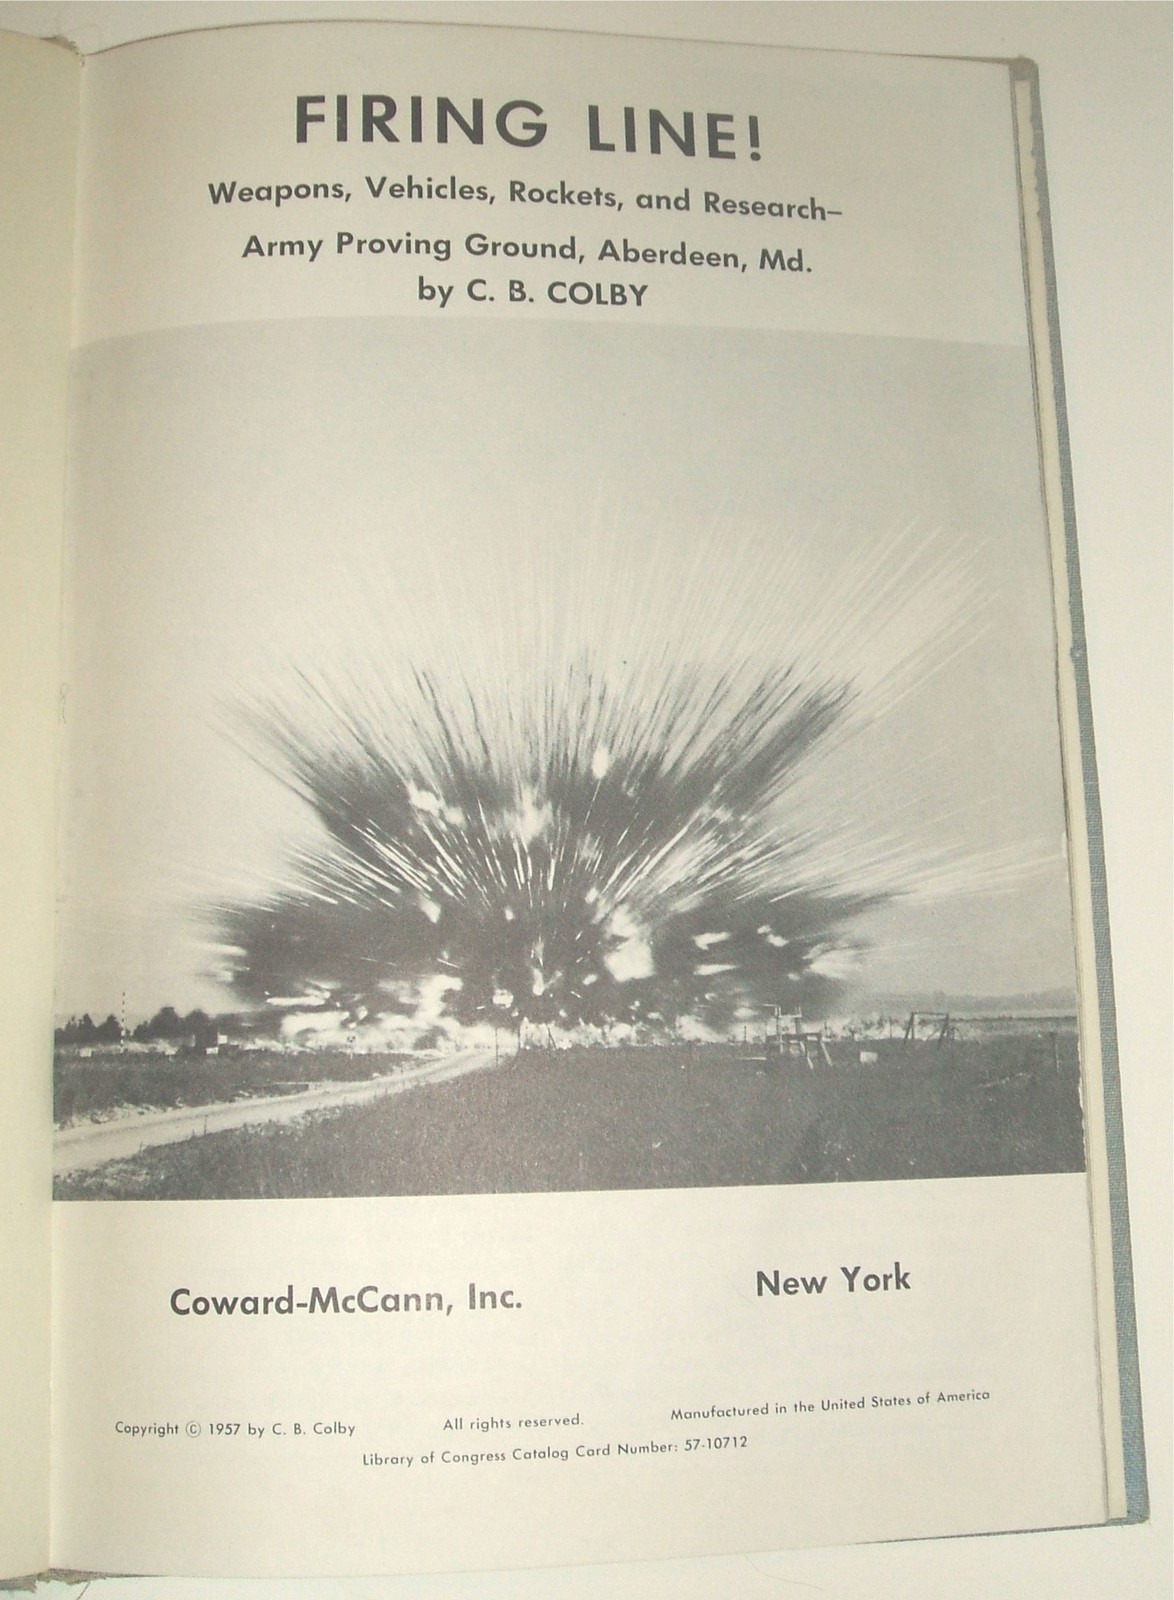 FIRING LINE!
Weapons, Vehicles, Rockets, and Research–
Army Proving Ground, Aberdeen, Md.
by C. B. COLBY
Coward-McCann, Inc. New York
Copyright © 1957 by C. B. Colby All rights reserved. Manufactured in the United States of America
Library of Congress Catalog Card Number: 57-10712